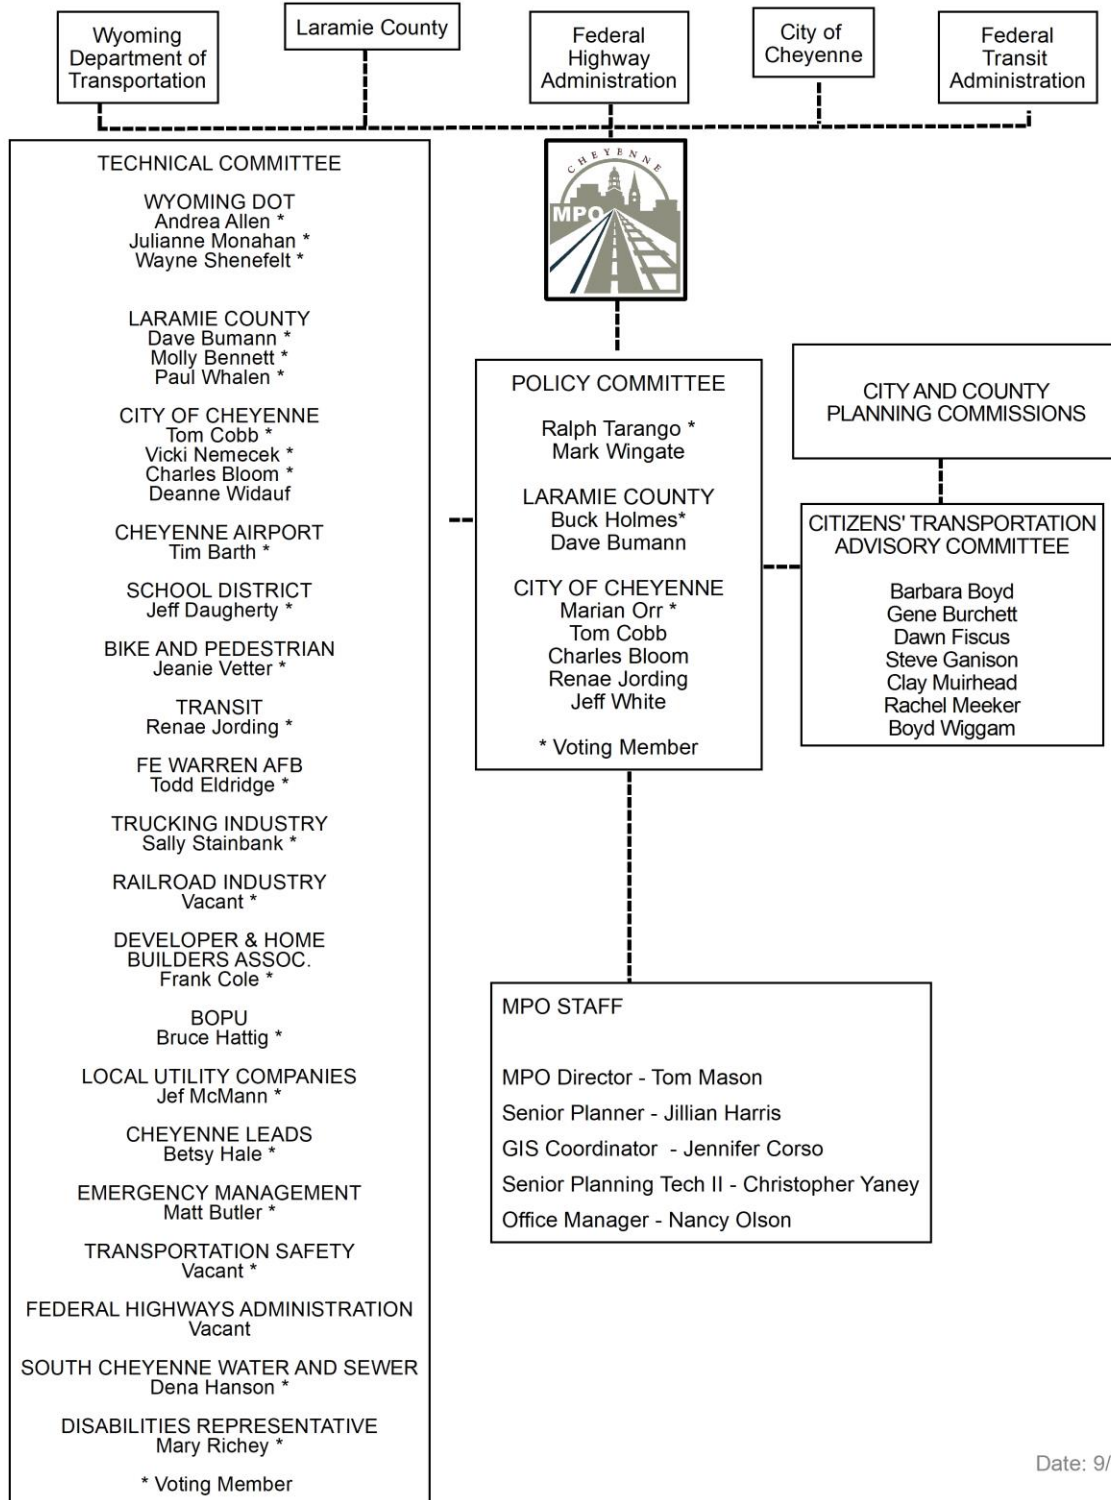 Wyoming
Department of
Transportation
Laramie County
Federal
Highway
Administration
City of
Cheyenne
Federal
Transit
Administration
CHEYENNE
MPO
TECHNICAL COMMITTEE
WYOMING DOT
Andrea Allen *
Julianne Monahan *
Wayne Shenefelt *
LARAMIE COUNTY
Dave Bumann *
Molly Bennett *
Paul Whalen *
CITY OF CHEYENNE
Tom Cobb *
Vicki Nemecek *
Charles Bloom *
Deanne Widauf
CHEYENNE AIRPORT
Tim Barth *
SCHOOL DISTRICT
Jeff Daugherty *
BIKE AND PEDESTRIAN
Jeanie Vetter *
TRANSIT
Renae Jording *
FE WARREN AFB
Todd Eldridge *
TRUCKING INDUSTRY
Sally Stainbank *
RAILROAD INDUSTRY
Vacant *
DEVELOPER & HOME
BUILDERS ASSOC.
Frank Cole *
BOPU
Bruce Hattig *
LOCAL UTILITY COMPANIES
Jef McMann *
CHEYENNE LEADS
Betsy Hale *
EMERGENCY MANAGEMENT
Matt Butler *
TRANSPORTATION SAFETY
Vacant *
FEDERAL HIGHWAYS ADMINISTRATION
Vacant
SOUTH CHEYENNE WATER AND SEWER
Dena Hanson *
DISABILITIES REPRESENTATIVE
Mary Richey *
* Voting Member
POLICY COMMITTEE
Ralph Tarango *
Mark Wingate
LARAMIE COUNTY
Buck Holmes*
Dave Bumann
CITY OF CHEYENNE
Marian Orr *
Tom Cobb
Charles Bloom
Renae Jording
Jeff White
* Voting Member
CITY AND COUNTY
PLANNING COMMISSIONS
CITIZENS' TRANSPORTATION
ADVISORY COMMITTEE
Barbara Boyd
Gene Burchett
Dawn Fiscus
Steve Ganison
Clay Muirhead
Rachel Meeker
Boyd Wiggam
MPO STAFF
MPO Director - Tom Mason
Senior Planner - Jillian Harris
GIS Coordinator - Jennifer Corso
Senior Planning Tech II - Christopher Yaney
Office Manager - Nancy Olson
Date: 9/